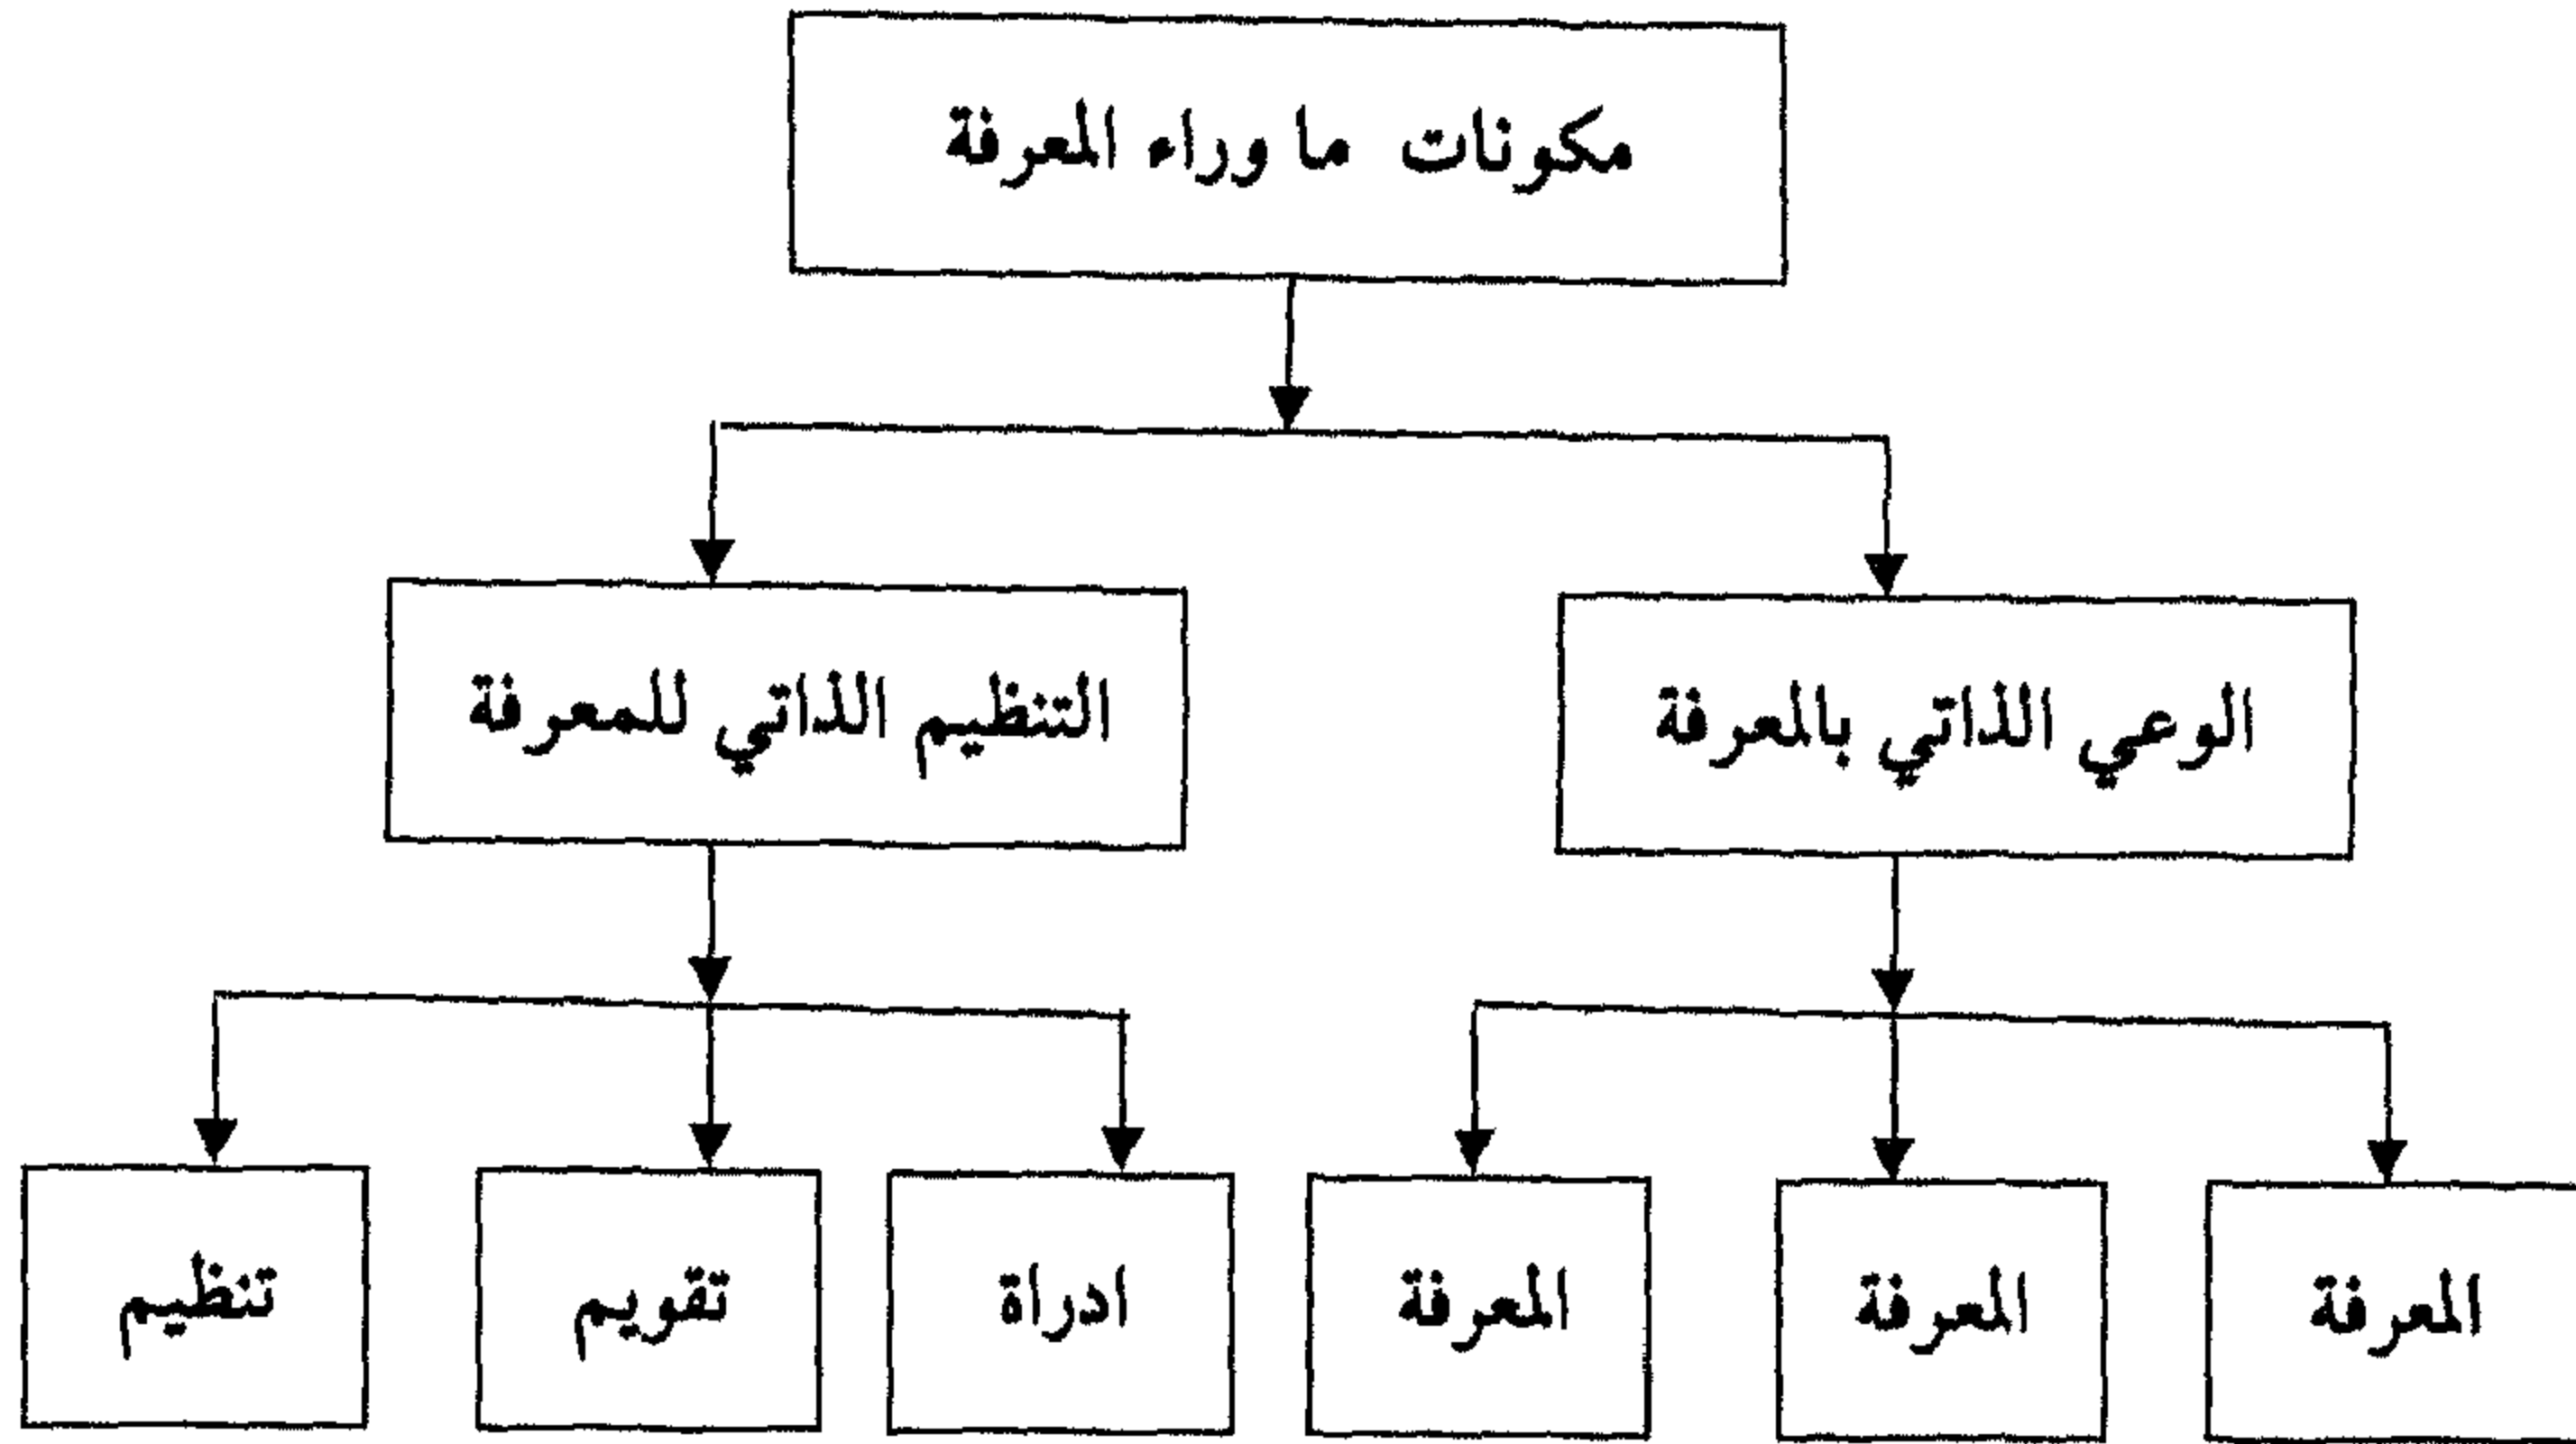 مكونات ما وراء المعرفة
الوعي الذاتي بالمعرفة
التنظيم الذاتي للمعرفة
المعرفة
المعرفة
المعرفة
ادراة
تقويم
تنظيم